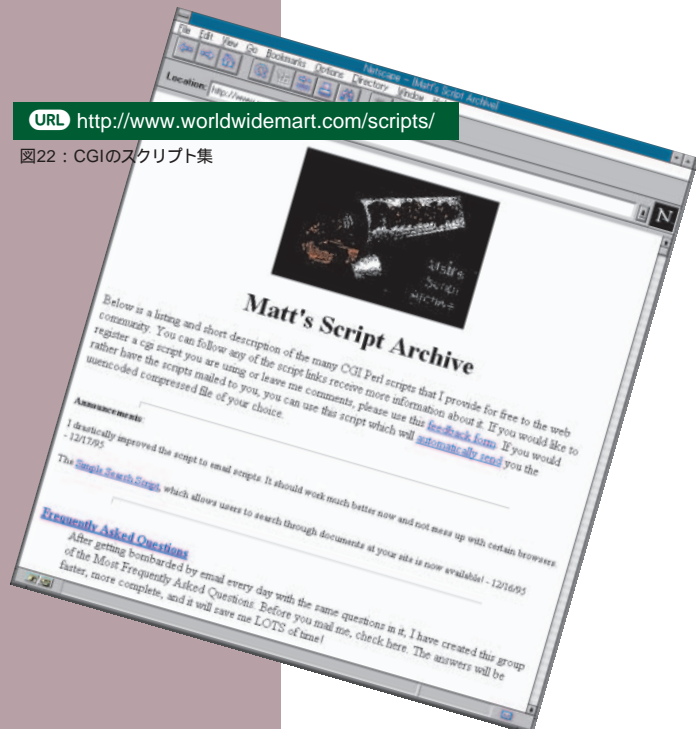 File Edit View Go Bookmarks Options Directory Window
Netscape - [Matt's Script Archive]
Location: http://www
URL http://www.worldwidemart.com/scripts/
図22：CGIのスクリプト集
N
Matt's
Script
Archive
Matt's Script Archive
Below is a listing and short description of the many CGI Perl scripts that I provide for free to the web
community. You can follow any of the script links receive more information about it. If you would like to
register a cgi script you are using or leave me comments, please use this feedback form. If you would
rather have the scripts mailed to you, you can use this script which will automatically send you the
uuencoded compressed file of your choice.
Announcements:
I drastically improved the script to email scripts. It should work much better now and not mess up with certain browsers.
- 12/17/95
The Simple Search Script, which allows users to search through documents at your site is now available! - 12/16/95
Frequently Asked Questions
After getting bombarded by email every day with the same questions in it, I have created this group
of the Most Frequently Asked Questions. Before you mail me, check here. The answers will be
faster, more complete, and it will save me LOTS of time!